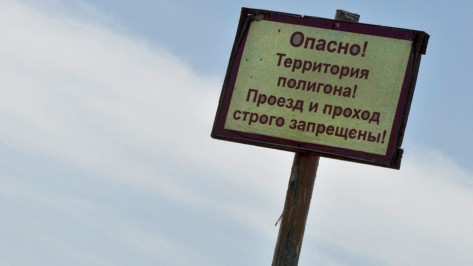 Опасно!
Территория
полигона!
Проезд и проход
строго запрещены!